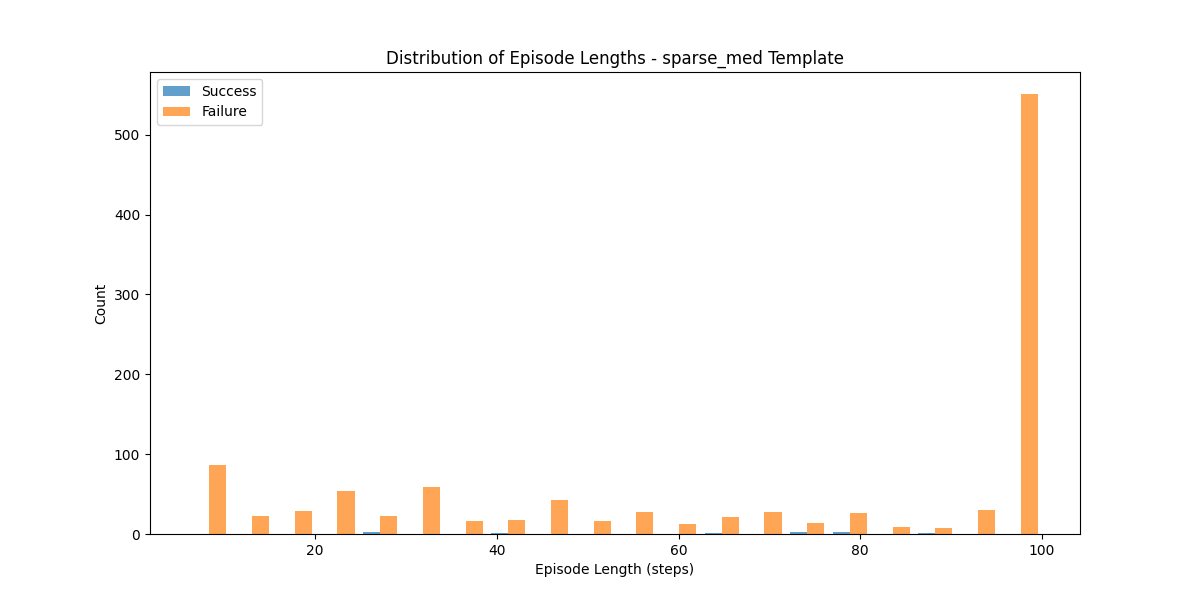 Distribution of Episode Lengths - sparse_med Template
Success
Failure
500
400
300
200
100
0
Count
20
40
60
80
100
Episode Length (steps)